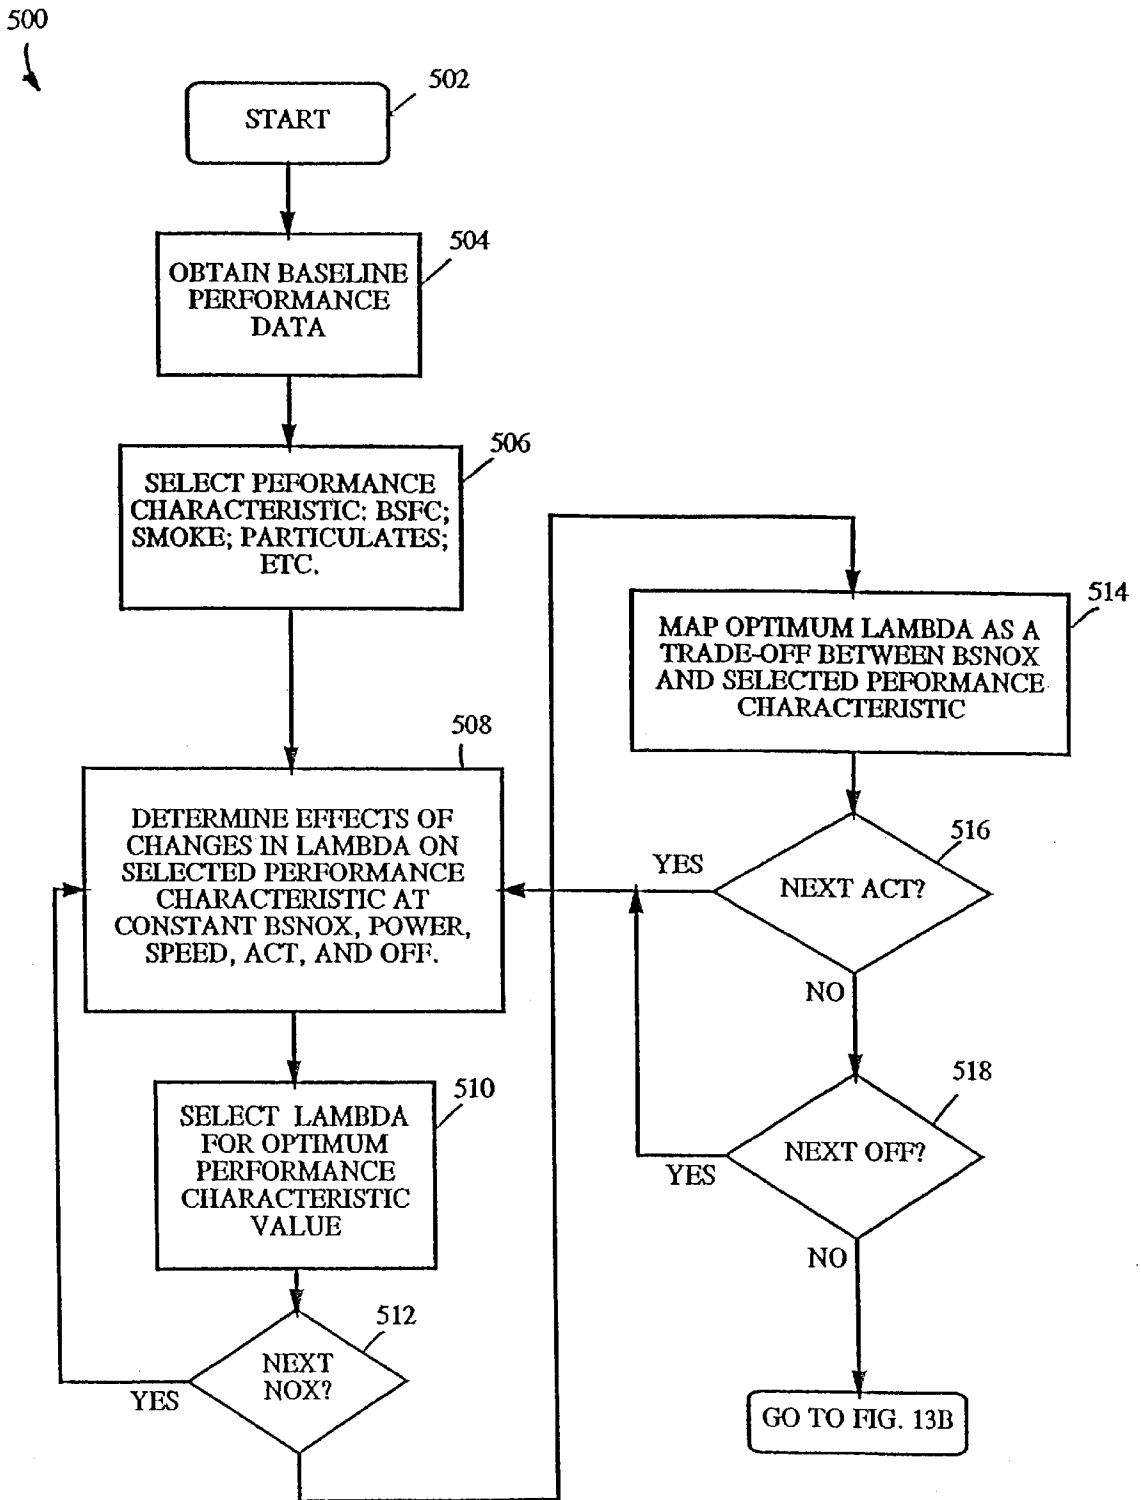 500
502
START
504
OBTAIN BASELINE
PERFORMANCE
DATA
506
SELECT PEFORMANCE
CHARACTERISTIC: BSFC;
SMOKE; PARTICULATES;
ETC.
508
DETERMINE EFFECTS OF
CHANGES IN LAMBDA ON
SELECTED PERFORMANCE
CHARACTERISTIC AT
CONSTANT BSNOX, POWER,
SPEED, ACT, AND OFF.
510
SELECT LAMBDA
FOR OPTIMUM
PERFORMANCE
CHARACTERISTIC
VALUE
512
NEXT
NOX?
YES
514
MAP OPTIMUM LAMBDA AS A
TRADE-OFF BETWEEN BSNOX
AND SELECTED PEFORMANCE
CHARACTERISTIC
516
YES
NEXT ACT?
NO
518
NEXT OFF?
YES
NO
GO TO FIG. 13B